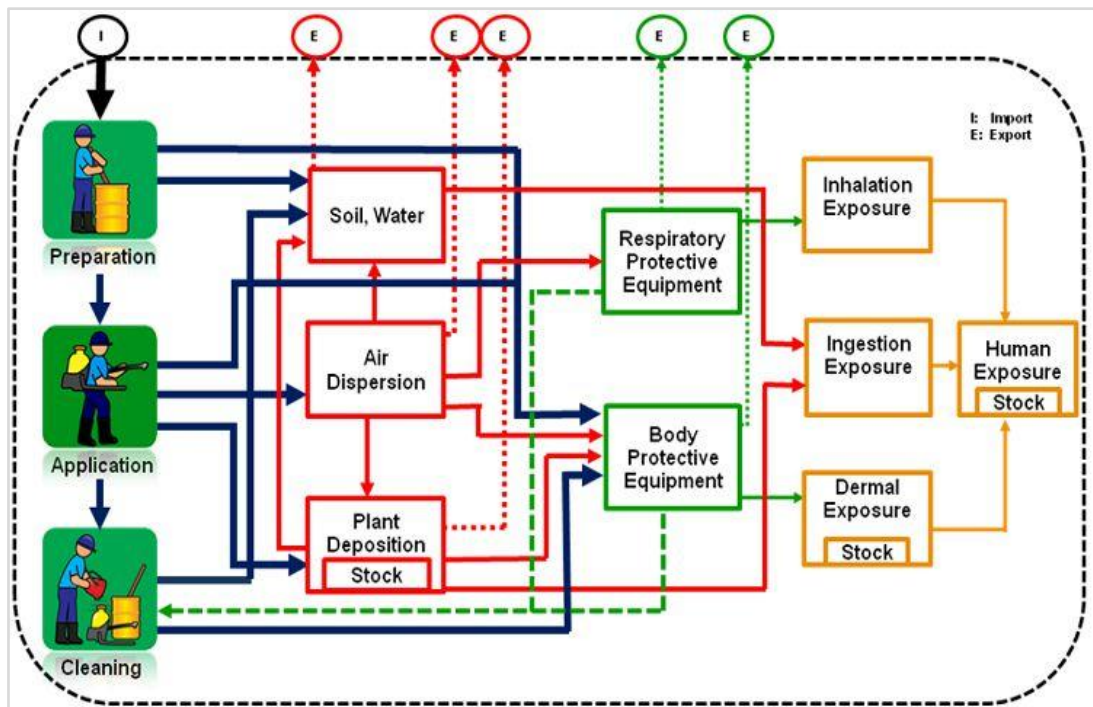 I
E
E
E
E
E
I: Import
E: Export
Preparation
Soil, Water
Respiratory
Protective
Equipment
Inhalation
Exposure
Application
Air
Dispersion
Ingestion
Exposure
Human
Exposure
Stock
Body
Protective
Equipment
Plant
Deposition
Stock
Dermal
Exposure
Stock
Cleaning